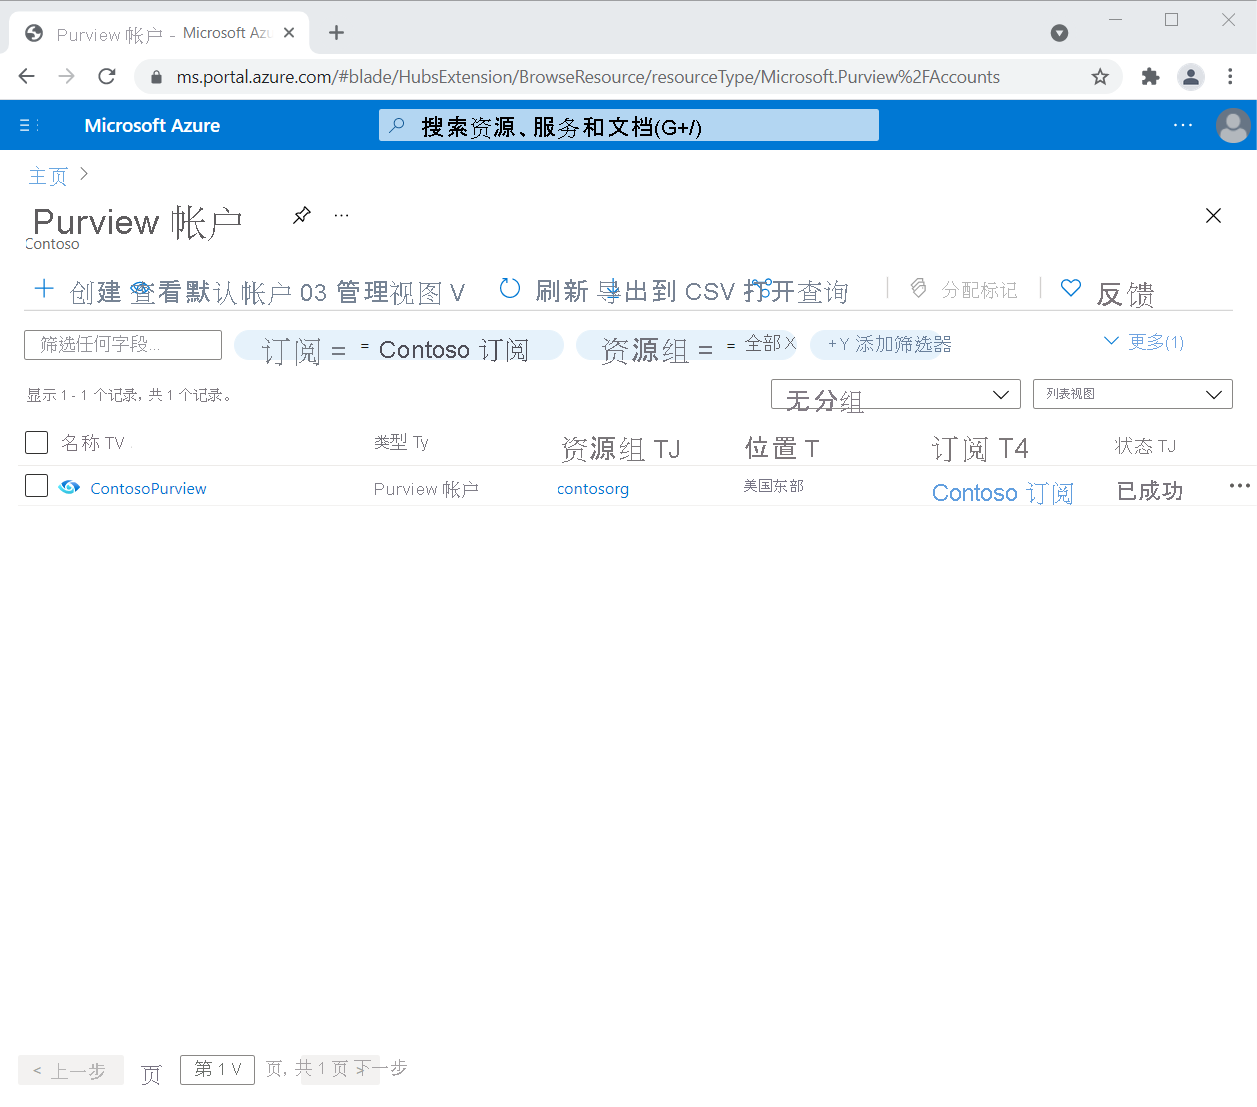 Purview 帐户 - Microsoft Az
ms.portal.azure.com/#blade/HubsExtension/BrowseResource/resourceType/Microsoft.Purview%2FAccounts
Microsoft Azure
搜索资源、服务和文档(G+/)
主页
Purview 帐户
Contoso
创建 查看默认帐户 03 管理视图 V 刷新 导出到 CSV 打开查询 分配标记 反馈
筛选任何字段... 订阅 = = Contoso 订阅 资源组 = = 全部 X +Y 添加筛选器 更多(1)
显示 1 - 1 个记录, 共 1 个记录。 无分组 列表视图
名称 TV 类型 Ty 资源组 TJ 位置 T 订阅 T4 状态 TJ
ContosoPurview Purview 帐户 contosorg 美国东部 Contoso 订阅 已成功
< 上一步 页 第 1 V 页, 共 1 页 下一步